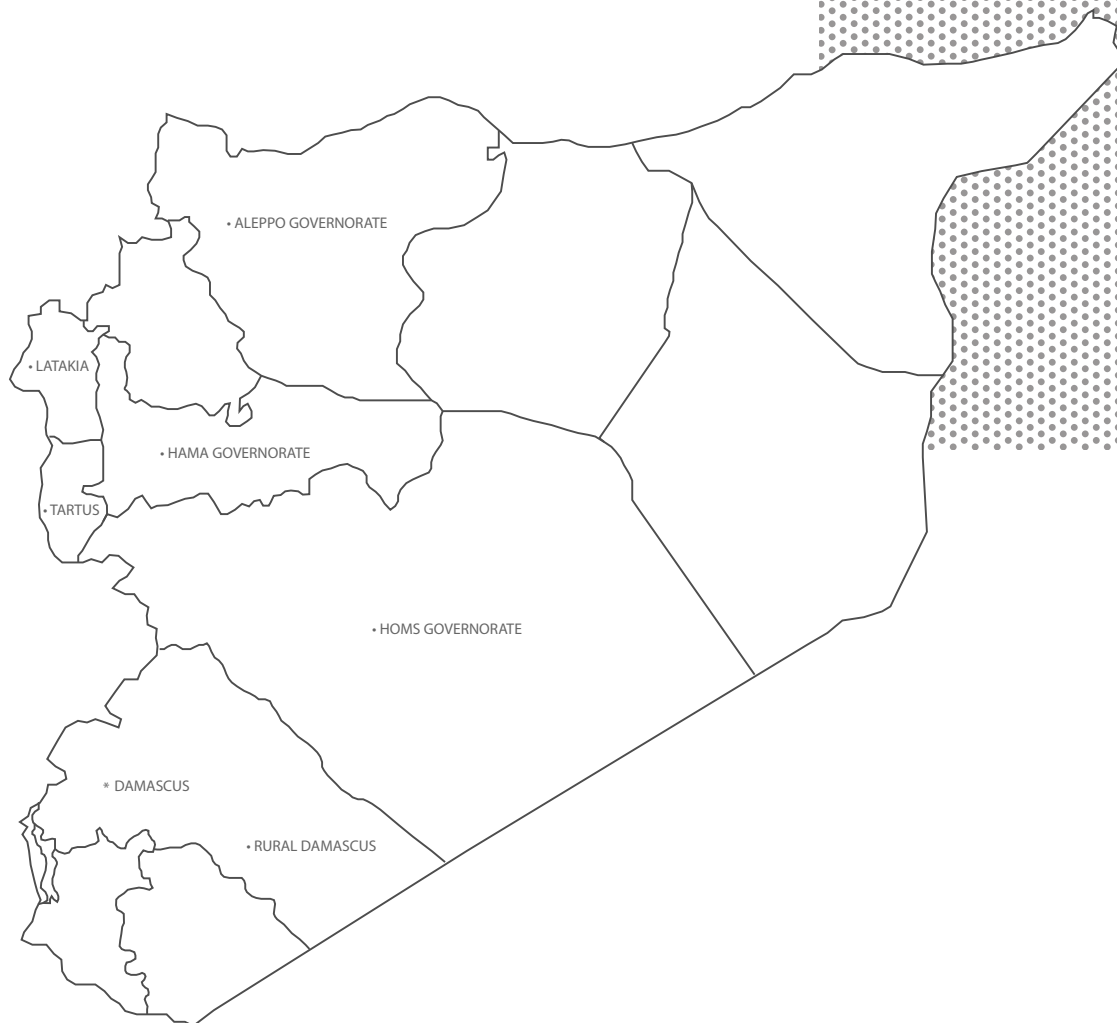 • ALEPPO GOVERNORATE
• LATAKIA
• HAMA GOVERNORATE
• TARTUS
• HOMS GOVERNORATE
* DAMASCUS
• RURAL DAMASCUS